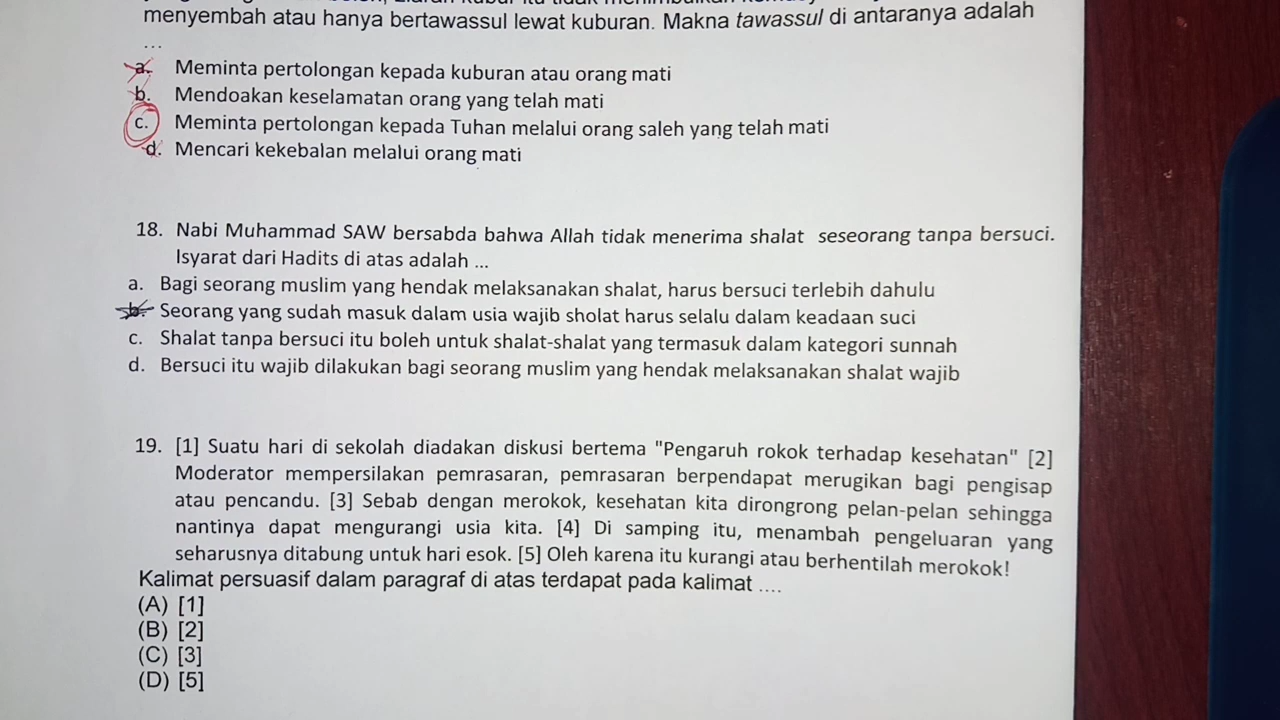 menyembah atau hanya bertawassul lewat kuburan. Makna tawassul di antaranya adalah
...
a. Meminta pertolongan kepada kuburan atau orang mati
b. Mendoakan keselamatan orang yang telah mati
c. Meminta pertolongan kepada Tuhan melalui orang saleh yang telah mati
d. Mencari kekebalan melalui orang mati
18. Nabi Muhammad SAW bersabda bahwa Allah tidak menerima shalat seseorang tanpa bersuci.
Isyarat dari Hadits di atas adalah ...
a. Bagi seorang muslim yang hendak melaksanakan shalat, harus bersuci terlebih dahulu
b. Seorang yang sudah masuk dalam usia wajib sholat harus selalu dalam keadaan suci
c. Shalat tanpa bersuci itu boleh untuk shalat-shalat yang termasuk dalam kategori sunnah
d. Bersuci itu wajib dilakukan bagi seorang muslim yang hendak melaksanakan shalat wajib
19. [1] Suatu hari di sekolah diadakan diskusi bertema "Pengaruh rokok terhadap kesehatan" [2]
Moderator mempersilakan pemrasaran, pemrasaran berpendapat merugikan bagi pengisap
atau pencandu. [3] Sebab dengan merokok, kesehatan kita dirongrong pelan-pelan sehingga
nantinya dapat mengurangi usia kita. [4] Di samping itu, menambah pengeluaran yang
seharusnya ditabung untuk hari esok. [5] Oleh karena itu kurangi atau berhentilah merokok!
Kalimat persuasif dalam paragraf di atas terdapat pada kalimat ....
(A) [1]
(B) [2]
(C) [3]
(D) [5]